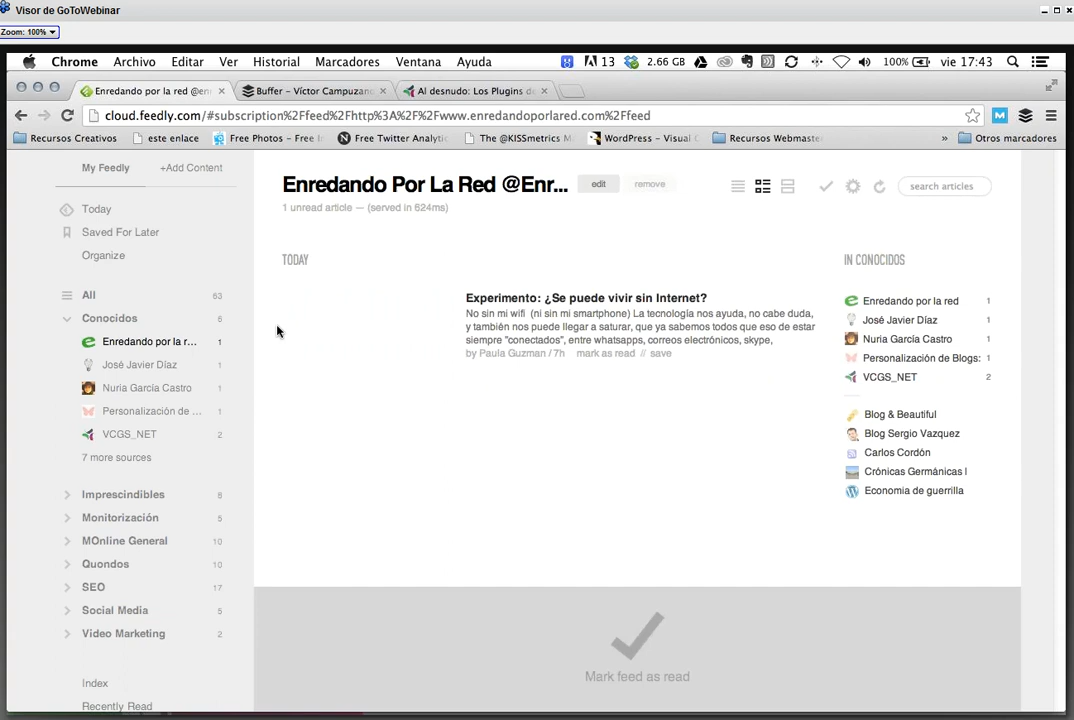 Visor de GoToWebinar
Zoom: 100%
Chrome Archivo Editar Ver Historial Marcadores Ventana Ayuda 13 2.66 GB 100% vie 17:43
Enredando por la red @en Buffer – Víctor Campuzano Al desnudo: Los Plugins de
cloud.feedly.com/#subscription%2Ffeed%2Fhttp%3A%2F%2Fwww.enredandoporlared.com%2Ffeed
Recursos Creativos este enlace Free Photos – Free I Free Twitter Analytic The @KISSmetrics M WordPress – Visual Recursos Webmaster » Otros marcadores
My Feedly +Add Content
Today
Saved For Later
Organize
All 63
Conocidos 6
Enredando por la r... 1
José Javier Díaz 1
Nuria García Castro 1
Personalización de ... 1
VCGS_NET 2
7 more sources
Imprescindibles 8
Monitorización 5
MOnline General 10
Quondos 10
SEO 17
Social Media 5
Video Marketing 2
Index
Recently Read
Enredando Por La Red @Enr... edit remove search articles
1 unread article — (served in 624ms)
TODAY
Experimento: ¿Se puede vivir sin Internet?
No sin mi wifi (ni sin mi smartphone) La tecnología nos ayuda, no cabe duda,
y también nos puede llegar a saturar, que ya sabemos todos que eso de estar
siempre "conectados", entre whatsapps, correos electrónicos, skype,
by Paula Guzman / 7h mark as read // save
IN CONOCIDOS
Enredando por la red 1
José Javier Díaz 1
Nuria García Castro 1
Personalización de Blogs: 1
VCGS_NET 2
Blog & Beautiful
Blog Sergio Vazquez
Carlos Cordón
Crónicas Germánicas |
Economia de guerrilla
Mark feed as read